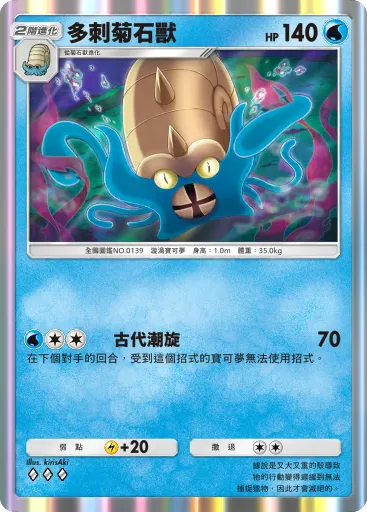 2階進化 多刺菊石獸 HP 140
從菊石獸進化
全國圖鑑NO.0139 漩渦寶可夢 身高:1.0m 體重:35.0kg
古代潮旋 70
在下個對手的回合,受到這個招式的寶可夢無法使用招式。
弱點 +20 撤退
Illus. kirisAki
據說是又大又重的殼導致
牠的行動變得遲緩到無法
捕捉獵物,因此才會滅絕的。